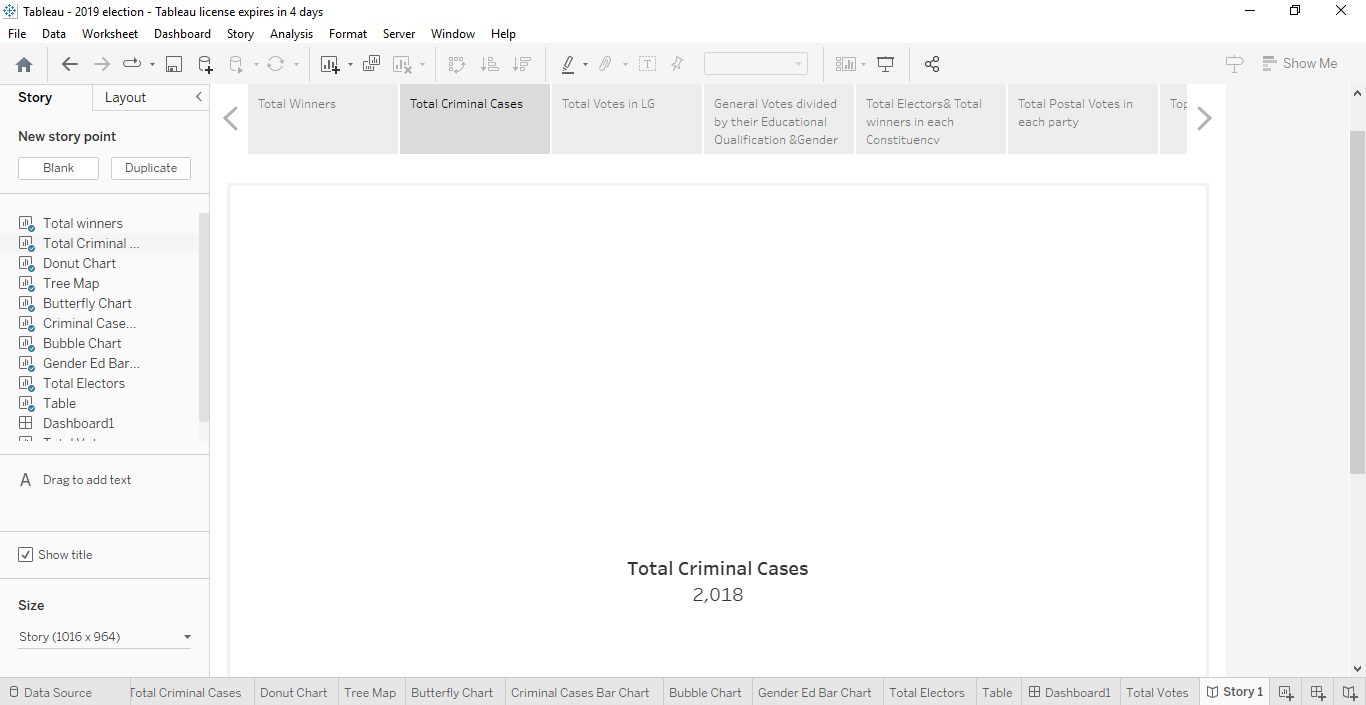 Tableau - 2019 election - Tableau license expires in 4 days
File Data Worksheet Dashboard Story Analysis Format Server Window Help
Show Me
Story Layout
New story point
Blank Duplicate
Total winners
Total Criminal ...
Donut Chart
Tree Map
Butterfly Chart
Criminal Case...
Bubble Chart
Gender Ed Bar...
Total Electors
Table
Dashboard1
A Drag to add text
Show title
Size
Story (1016 x 964)
Total Winners
Total Criminal Cases
Total Votes in LG
General Votes divided
by their Educational
Qualification &Gender
Total Electors& Total
winners in each
Constituency
Total Postal Votes in
each party
Top
Total Criminal Cases
2,018
Data Source Total Criminal Cases Donut Chart Tree Map Butterfly Chart Criminal Cases Bar Chart Bubble Chart Gender Ed Bar Chart Total Electors Table Dashboard1 Total Votes Story 1